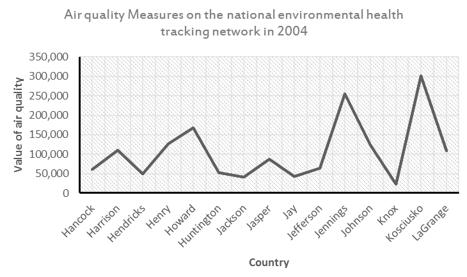 Air quality Measures on the national environmental health
tracking network in 2004
Value of air quality
350,000
300,000
250,000
200,000
150,000
100,000
50,000
0
Hancock
Harrison
Hendricks
Henry
Howard
Huntington
Jackson
Jasper
Jay
Jefferson
Jennings
Johnson
Knox
Kosciusko
LaGrange
Country